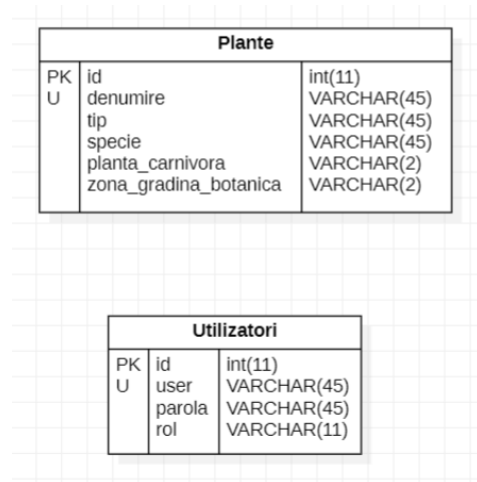 Plante
PK id int(11)
U denumire VARCHAR(45)
tip VARCHAR(45)
specie VARCHAR(45)
planta_carnivora VARCHAR(2)
zona_gradina_botanica VARCHAR(2)
Utilizatori
PK id int(11)
U user VARCHAR(45)
parola VARCHAR(45)
rol VARCHAR(11)